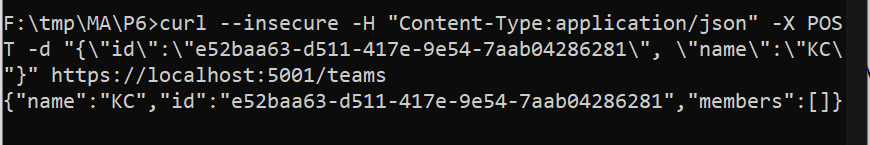 F:\tmp\MA\P6>curl --insecure -H "Content-Type:application/json" -X POS
T -d "{\"id\":\"e52baa63-d511-417e-9e54-7aab04286281\", \"name\":\"KC\
"}" https://localhost:5001/teams
{"name":"KC","id":"e52baa63-d511-417e-9e54-7aab04286281","members":[]}